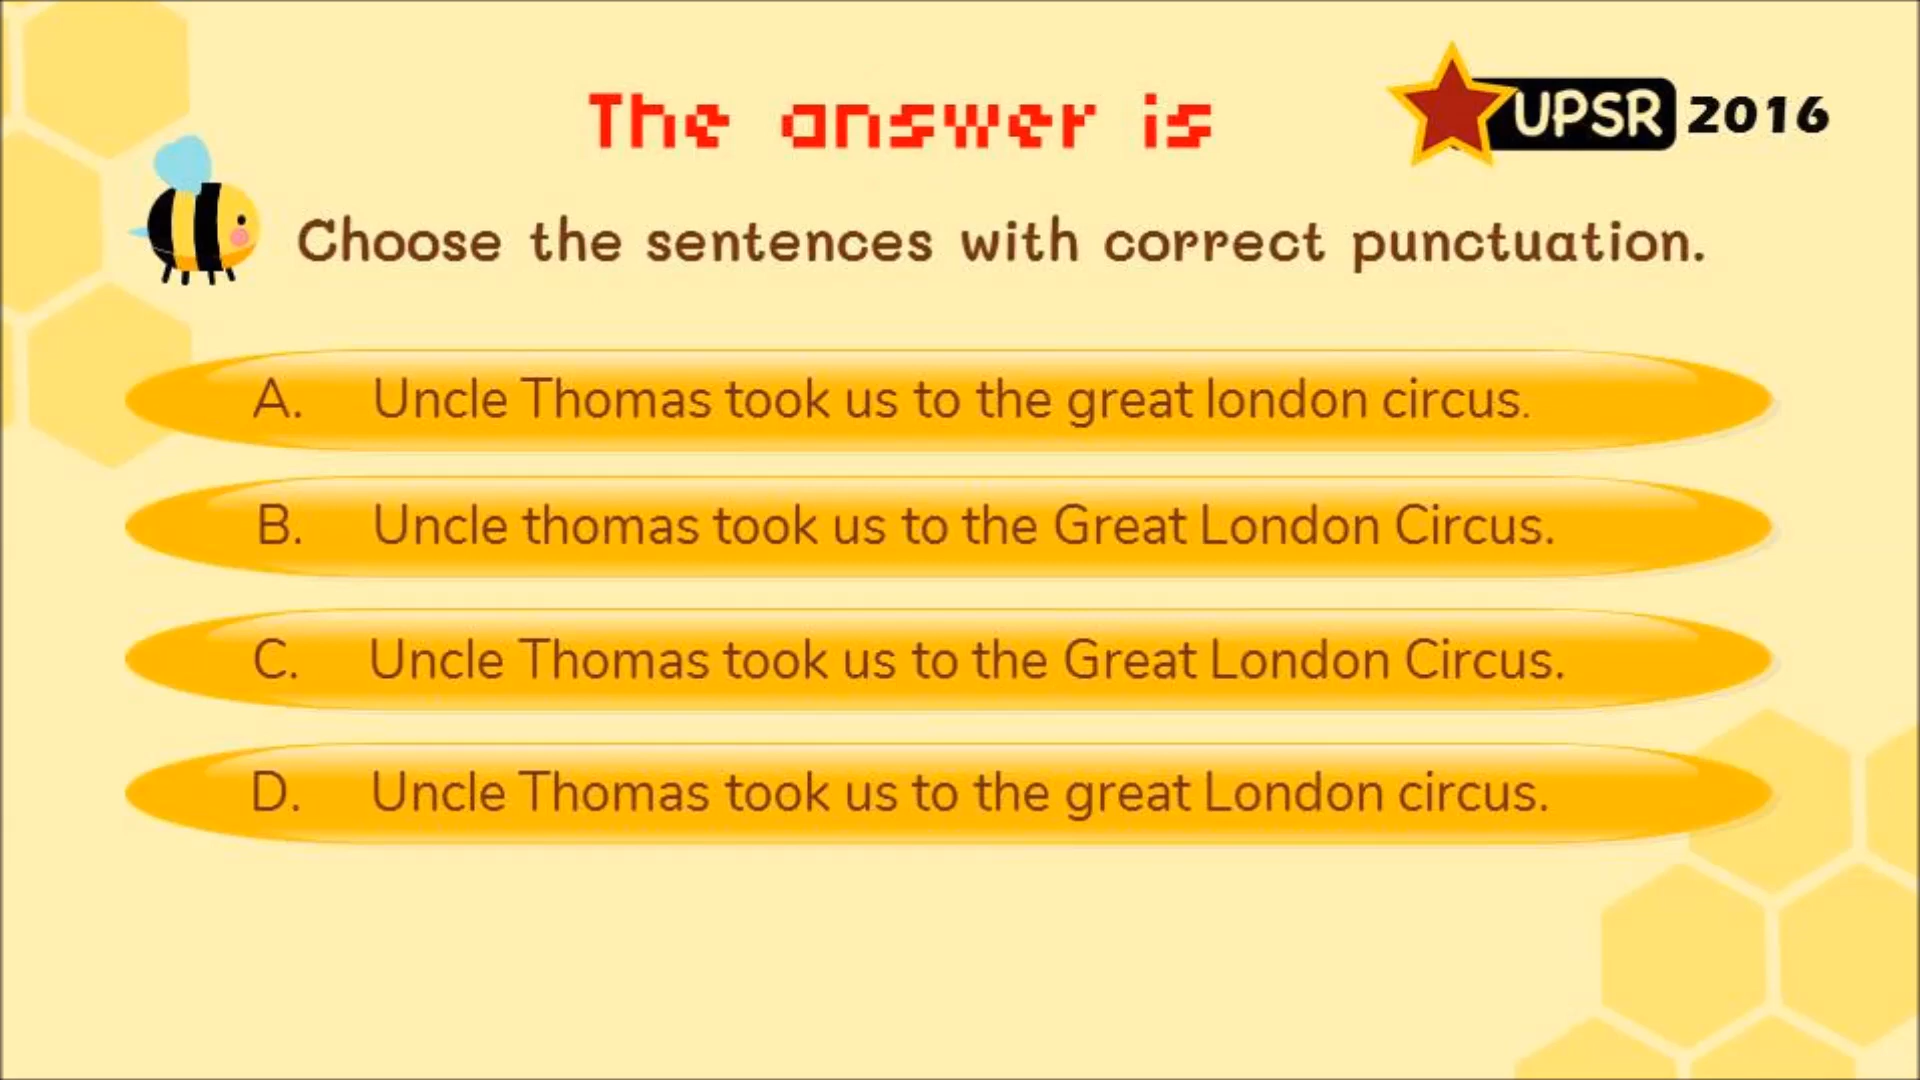 The answer is
UPSR 2016
Choose the sentences with correct punctuation.
A. Uncle Thomas took us to the great london circus.
B. Uncle thomas took us to the Great London Circus.
C. Uncle Thomas took us to the Great London Circus.
D. Uncle Thomas took us to the great London circus.